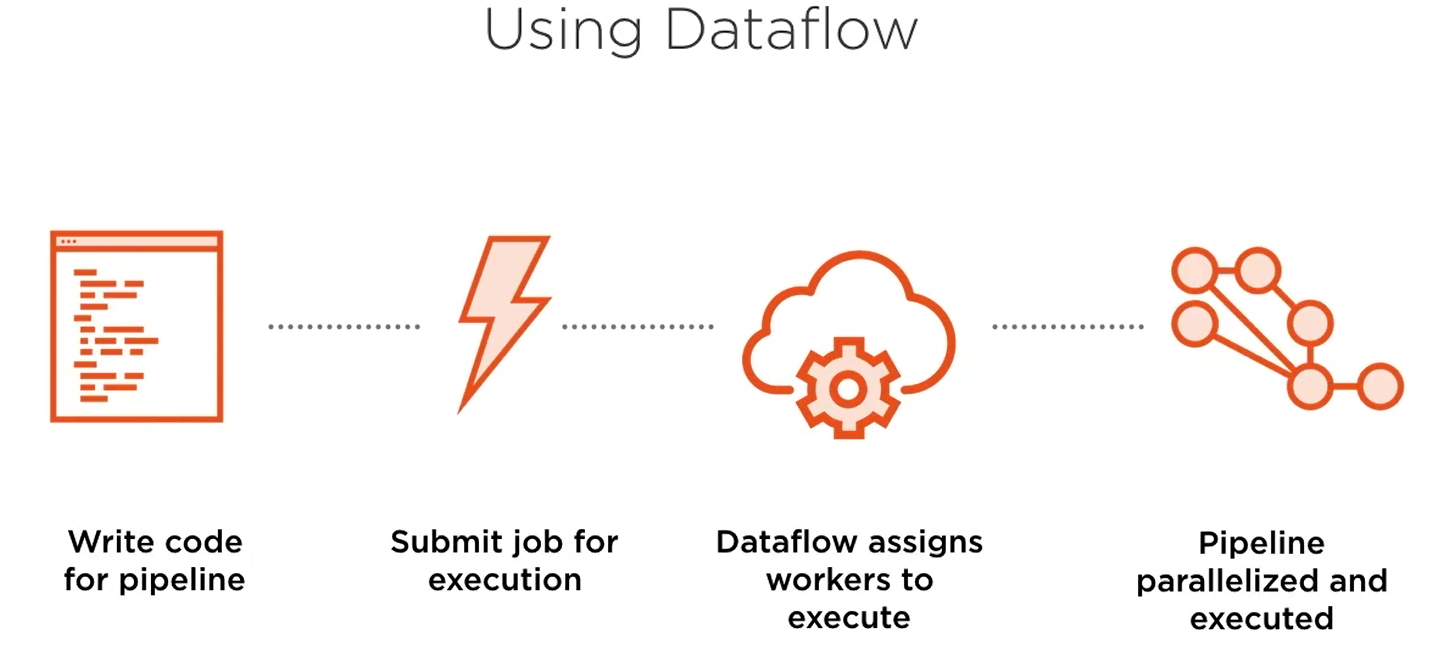 Using Dataflow
Write code
for pipeline
Submit job for
execution
Dataflow assigns
workers to
execute
Pipeline
parallelized and
executed